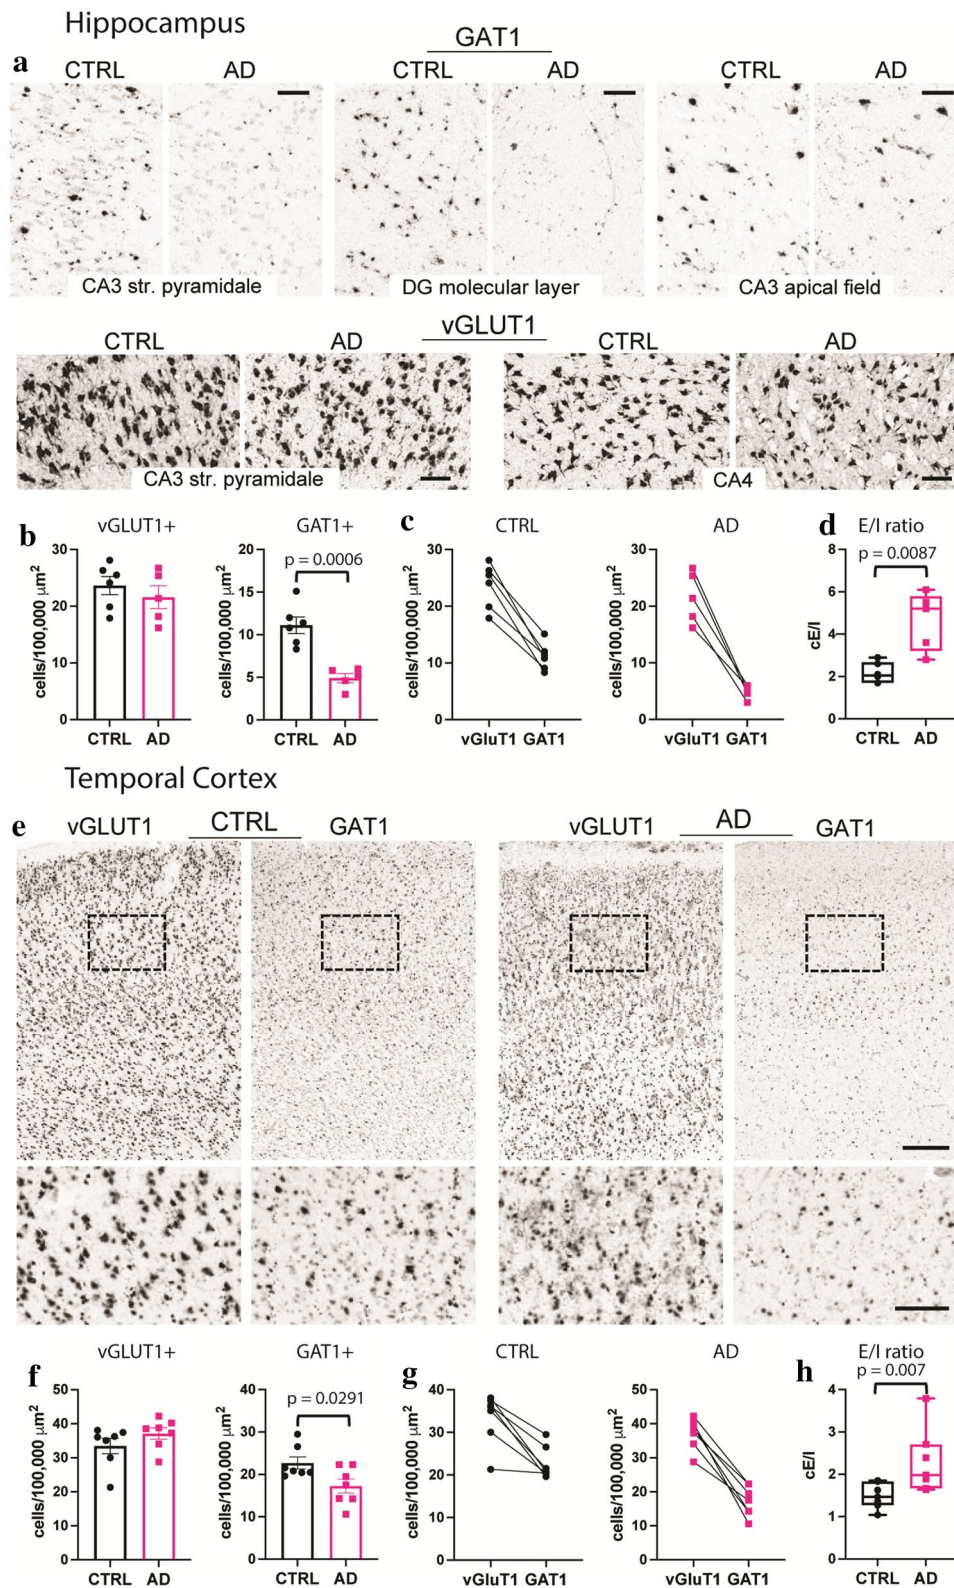 Hippocampus
a
GAT1
CTRL AD CTRL AD CTRL AD
CA3 str. pyramidale DG molecular layer CA3 apical field
vGLUT1
CTRL AD CTRL AD
CA3 str. pyramidale CA4
b vGLUT1+ GAT1+ c CTRL AD d E/I ratio
p = 0.0006 p = 0.0087
cells/100,000 µm²
30
20
10
0
CTRL AD
cells/100,000 µm²
20
15
10
5
0
CTRL AD
cells/100,000 µm²
30
20
10
0
vGluT1 GAT1
30
20
10
0
vGluT1 GAT1
cE/I
8
6
4
2
0
CTRL AD
Temporal Cortex
e
vGLUT1 CTRL GAT1 vGLUT1 AD GAT1
f vGLUT1+ GAT1+ g CTRL AD h E/I ratio
p = 0.0291 p = 0.007
cells/100,000 µm²
50
40
30
20
10
0
CTRL AD
cells/100,000 µm²
40
30
20
10
0
CTRL AD
cells/100,000 µm²
40
30
20
10
0
vGluT1 GAT1
cells/100,000 µm²
50
40
30
20
10
0
vGluT1 GAT1
cE/I
4
3
2
1
0
CTRL AD